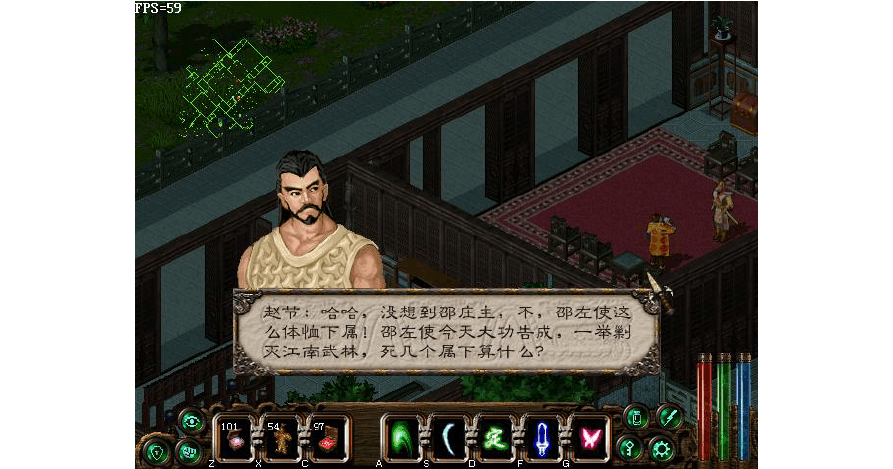 FPS=59
赵节：哈哈，没想到邵庄主，不，邵左使这
么体恤下属！邵左使今天大功告成，一举剿
灭江南武林，死几个属下算什么？
101 54 97
Z X C A S D F G